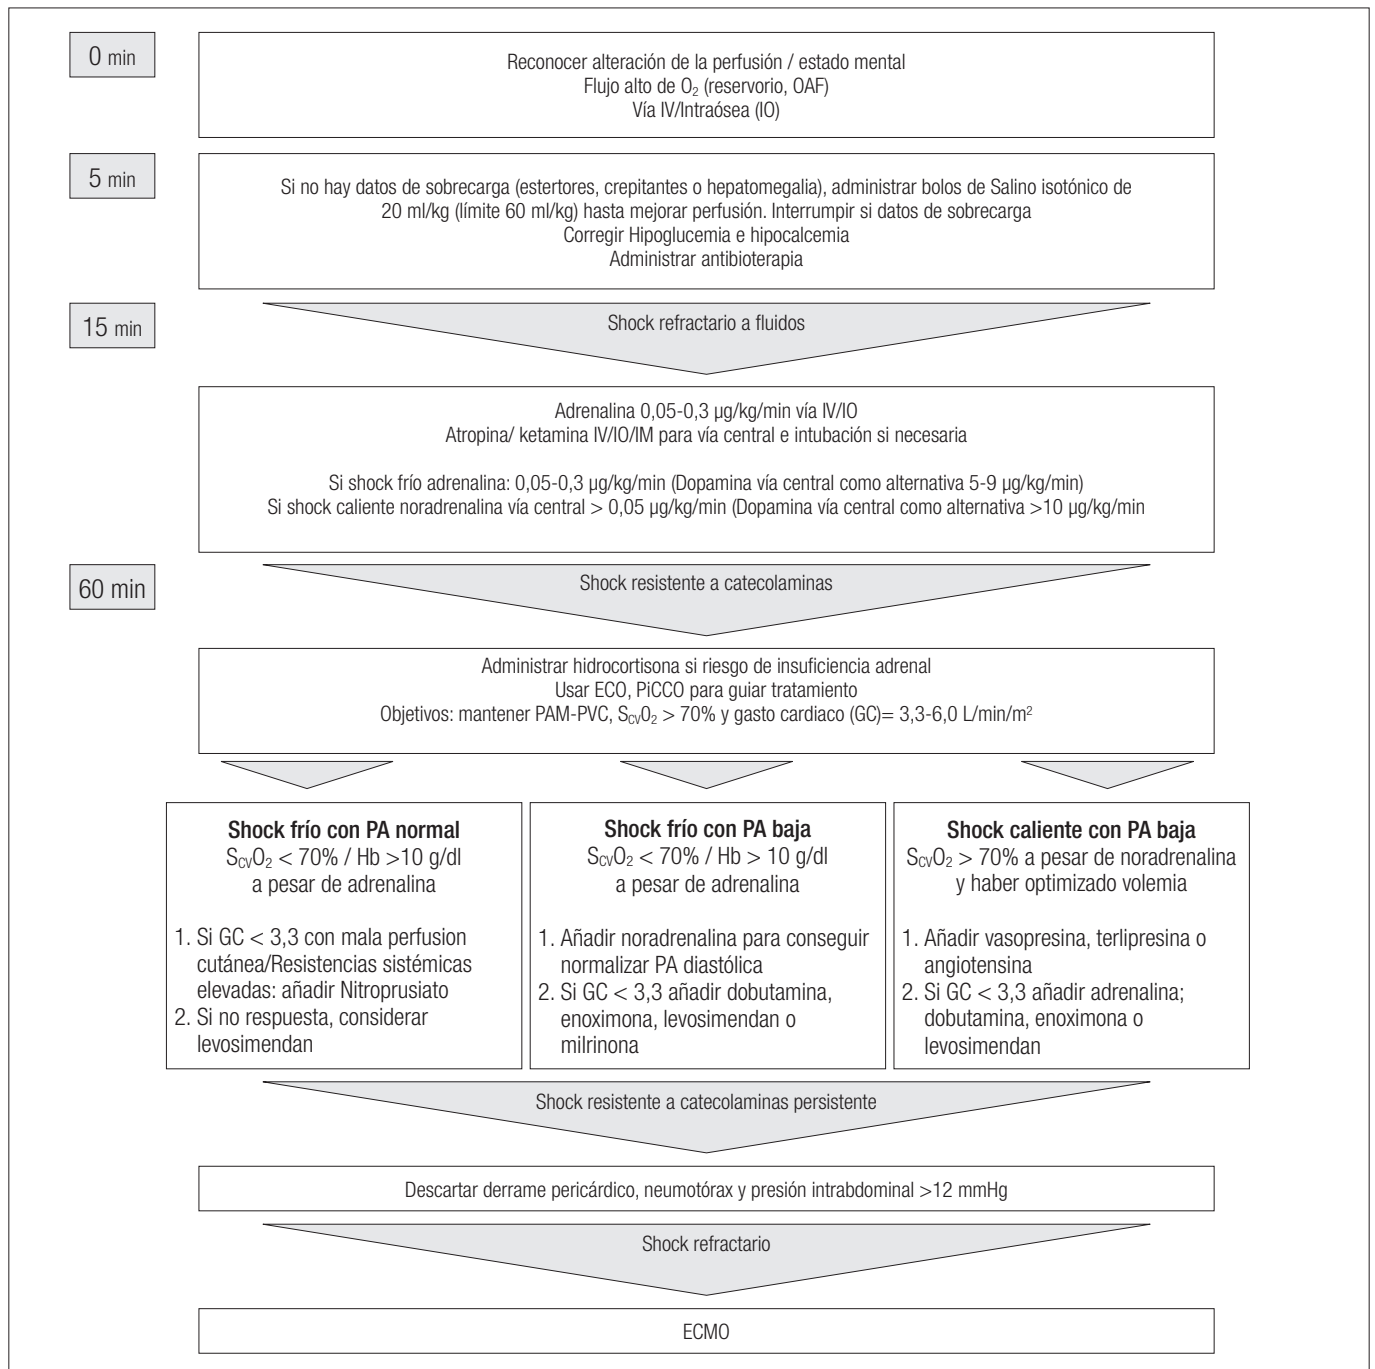 0 min
Reconocer alteración de la perfusión / estado mental
Flujo alto de O₂ (reservorio, OAF)
Vía IV/Intraósea (IO)
5 min
Si no hay datos de sobrecarga (estertores, crepitantes o hepatomegalia), administrar bolos de Salino isotónico de
20 ml/kg (límite 60 ml/kg) hasta mejorar perfusión. Interrumpir si datos de sobrecarga
Corregir Hipoglucemia e hipocalcemia
Administrar antibioterapia
15 min
Shock refractario a fluidos
Adrenalina 0,05-0,3 µg/kg/min vía IV/IO
Atropina/ ketamina IV/IO/IM para vía central e intubación si necesaria
Si shock frío adrenalina: 0,05-0,3 µg/kg/min (Dopamina vía central como alternativa 5-9 µg/kg/min)
Si shock caliente noradrenalina vía central > 0,05 µg/kg/min (Dopamina vía central como alternativa >10 µg/kg/min
60 min
Shock resistente a catecolaminas
Administrar hidrocortisona si riesgo de insuficiencia adrenal
Usar ECO, PiCCO para guiar tratamiento
Objetivos: mantener PAM-PVC, S_CV0₂ > 70% y gasto cardiaco (GC)= 3,3-6,0 L/min/m²
Shock frío con PA normal
S_CVO₂ < 70% / Hb >10 g/dl
a pesar de adrenalina
1. Si GC < 3,3 con mala perfusion
cutánea/Resistencias sistémicas
elevadas: añadir Nitroprusiato
2. Si no respuesta, considerar
levosimendan
Shock frío con PA baja
S_CVO₂ < 70% / Hb > 10 g/dl
a pesar de adrenalina
1. Añadir noradrenalina para conseguir
normalizar PA diastólica
2. Si GC < 3,3 añadir dobutamina,
enoximona, levosimendan o
milrinona
Shock caliente con PA baja
S_CVO₂ > 70% a pesar de noradrenalina
y haber optimizado volemia
1. Añadir vasopresina, terlipresina o
angiotensina
2. Si GC < 3,3 añadir adrenalina;
dobutamina, enoximona o
levosimendan
Shock resistente a catecolaminas persistente
Descartar derrame pericárdico, neumotórax y presión intrabdominal >12 mmHg
Shock refractario
ECMO